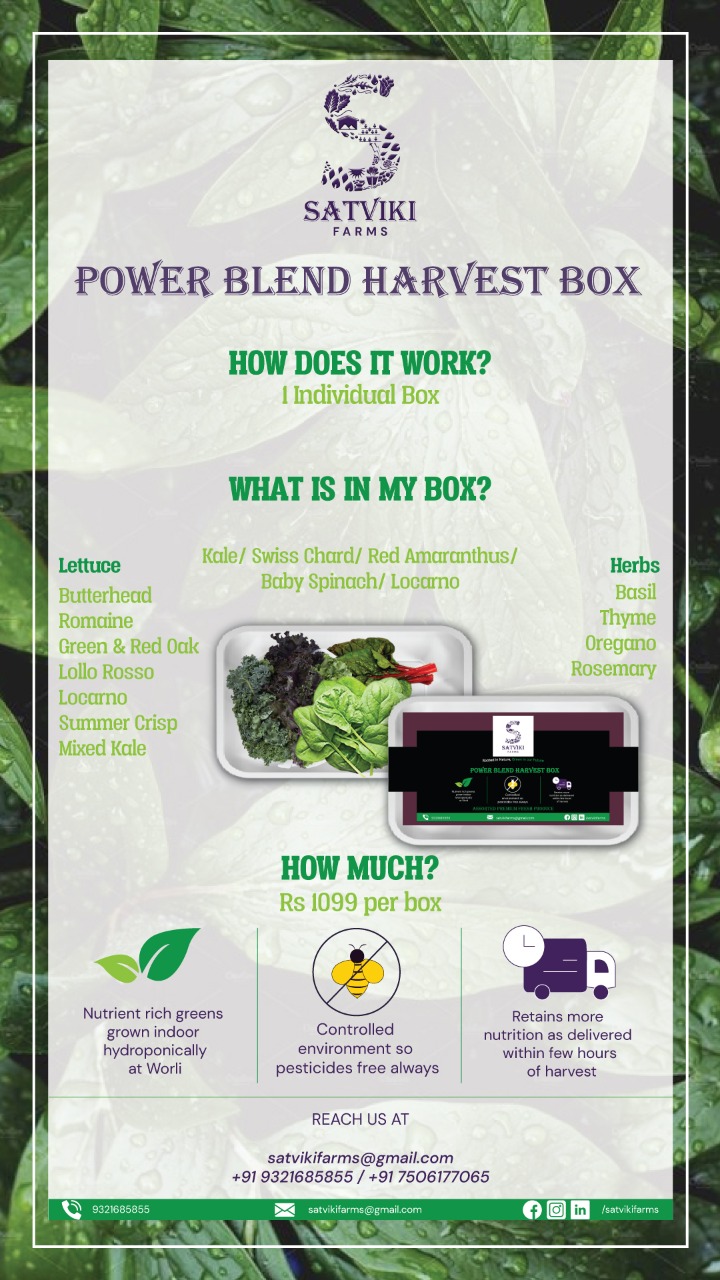 SATVIKI
FARMS
POWER BLEND HARVEST BOX
HOW DOES IT WORK?
1 Individual Box
WHAT IS IN MY BOX?
Kale/ Swiss Chard/ Red Amaranthus/
Baby Spinach/ Locarno
Lettuce
Butterhead
Romaine
Green & Red Oak
Lollo Rosso
Locarno
Summer Crisp
Mixed Kale
Herbs
Basil
Thyme
Oregano
Rosemary
SATVIKI
FARMS
POWER BLEND HARVEST BOX
HOW MUCH?
Rs 1099 per box
Nutrient rich greens
grown indoor
hydroponically
at Worli
Controlled
environment so
pesticides free always
Retains more
nutrition as delivered
within few hours
of harvest
REACH US AT
satvikifarms@gmail.com
+91 9321685855 / +91 7506177065
9321685855 satvikifarms@gmail.com /satvikifarms